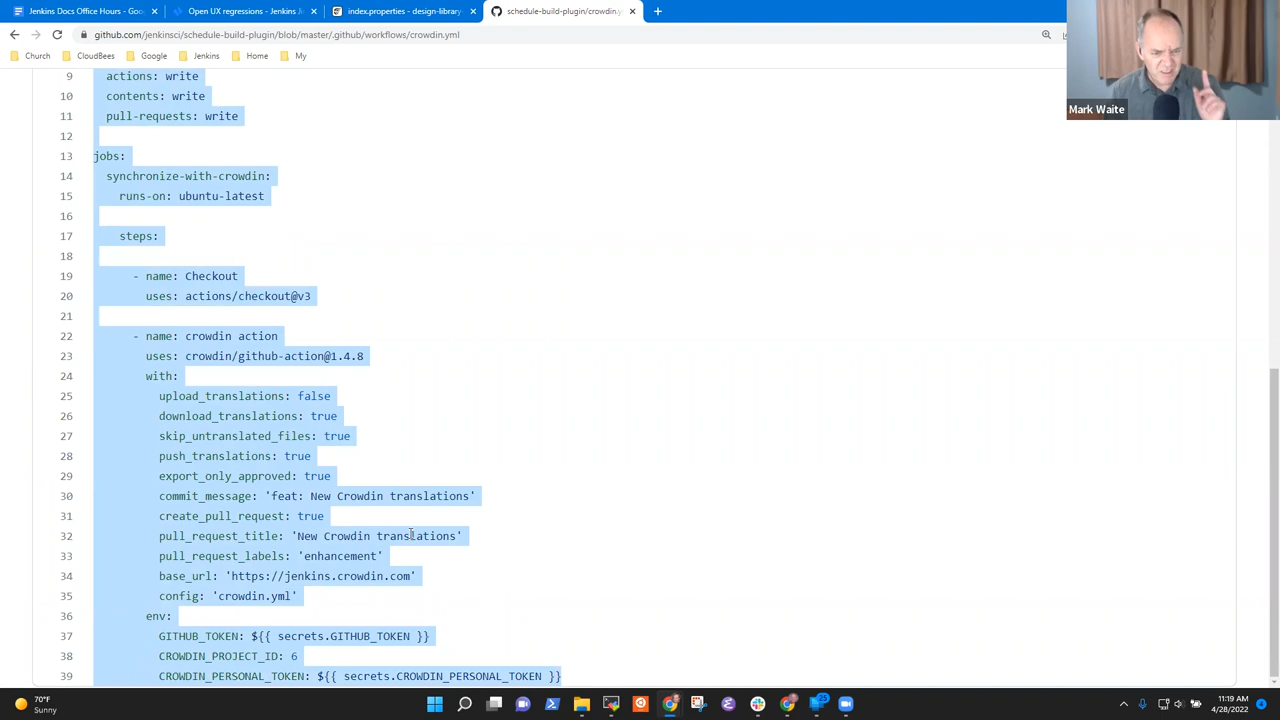 Jenkins Docs Office Hours - Goo
Open UX regressions - Jenkins Ji
index.properties - design-library
schedule-build-plugin/crowdin.y
github.com/jenkinsci/schedule-build-plugin/blob/master/.github/workflows/crowdin.yml
Church
CloudBees
Google
Jenkins
Home
My
9 actions: write
10 contents: write
11 pull-requests: write
12
13 jobs:
14 synchronize-with-crowdin:
15 runs-on: ubuntu-latest
16
17 steps:
18
19 - name: Checkout
20 uses: actions/checkout@v3
21
22 - name: crowdin action
23 uses: crowdin/github-action@1.4.8
24 with:
25 upload_translations: false
26 download_translations: true
27 skip_untranslated_files: true
28 push_translations: true
29 export_only_approved: true
30 commit_message: 'feat: New Crowdin translations'
31 create_pull_request: true
32 pull_request_title: 'New Crowdin translations'
33 pull_request_labels: 'enhancement'
34 base_url: 'https://jenkins.crowdin.com'
35 config: 'crowdin.yml'
36 env:
37 GITHUB_TOKEN: ${{ secrets.GITHUB_TOKEN }}
38 CROWDIN_PROJECT_ID: 6
39 CROWDIN_PERSONAL_TOKEN: ${{ secrets.CROWDIN_PERSONAL_TOKEN }}
Mark Waite
70°F
Sunny
25
11:19 AM
4/28/2022